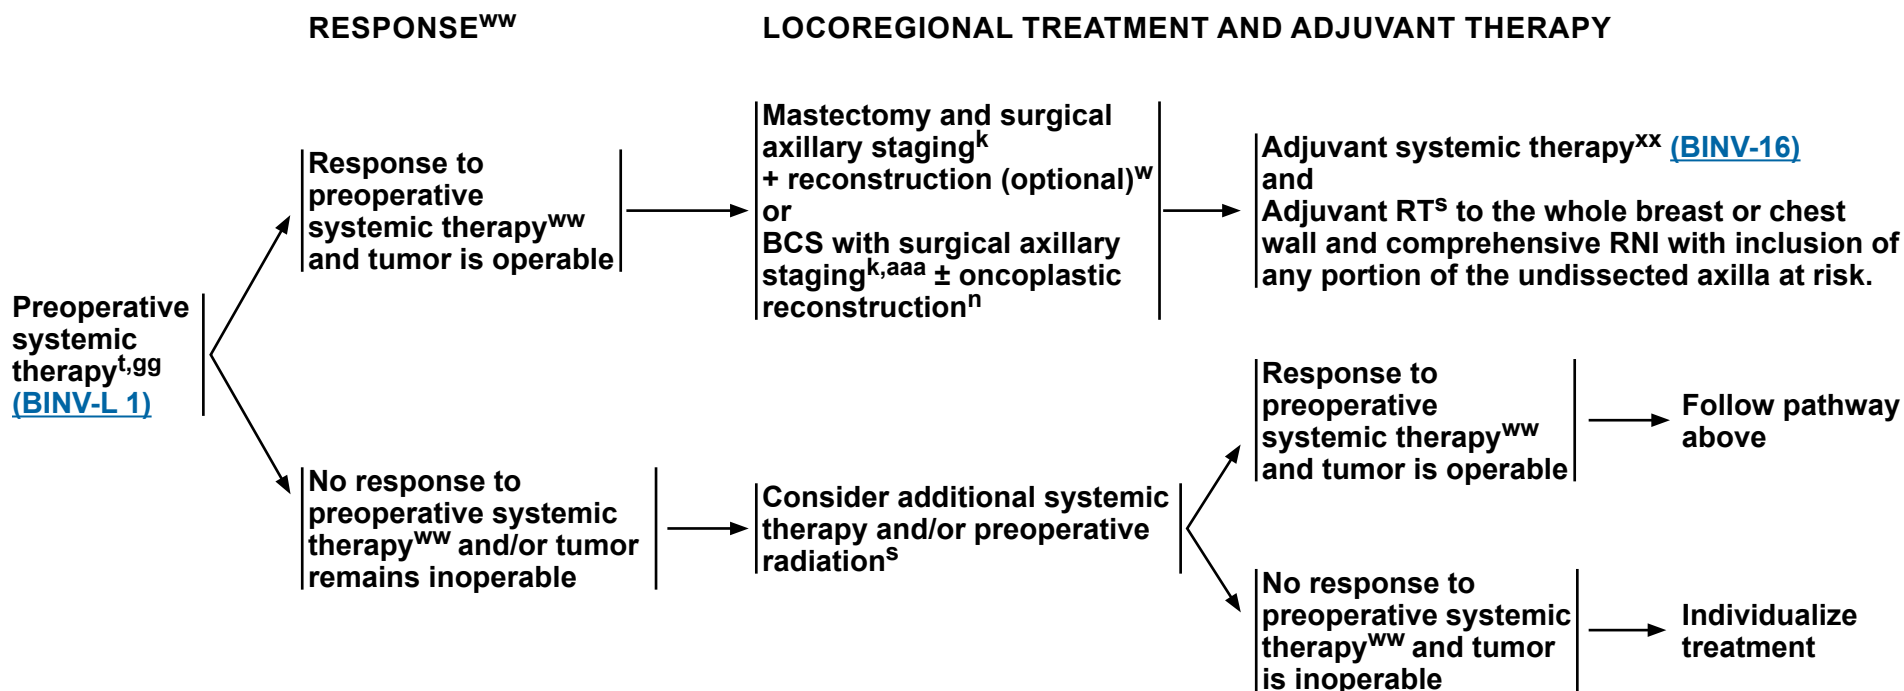 RESPONSEww
LOCOREGIONAL TREATMENT AND ADJUVANT THERAPY
Preoperative
systemic
therapyt,gg
(BINV-L 1)
Response to
preoperative
systemic therapyww
and tumor is operable
Mastectomy and surgical
axillary stagingk
+ reconstruction (optional)w
or
BCS with surgical axillary
stagingk,aaa ± oncoplastic
reconstructionn
Adjuvant systemic therapyxx (BINV-16)
and
Adjuvant RTs to the whole breast or chest
wall and comprehensive RNI with inclusion of
any portion of the undissected axilla at risk.
No response to
preoperative systemic
therapyww and/or tumor
remains inoperable
Consider additional systemic
therapy and/or preoperative
radiations
Response to
preoperative
systemic therapyww
and tumor is operable
Follow pathway
above
No response to
preoperative systemic
therapyww and tumor
is inoperable
Individualize
treatment